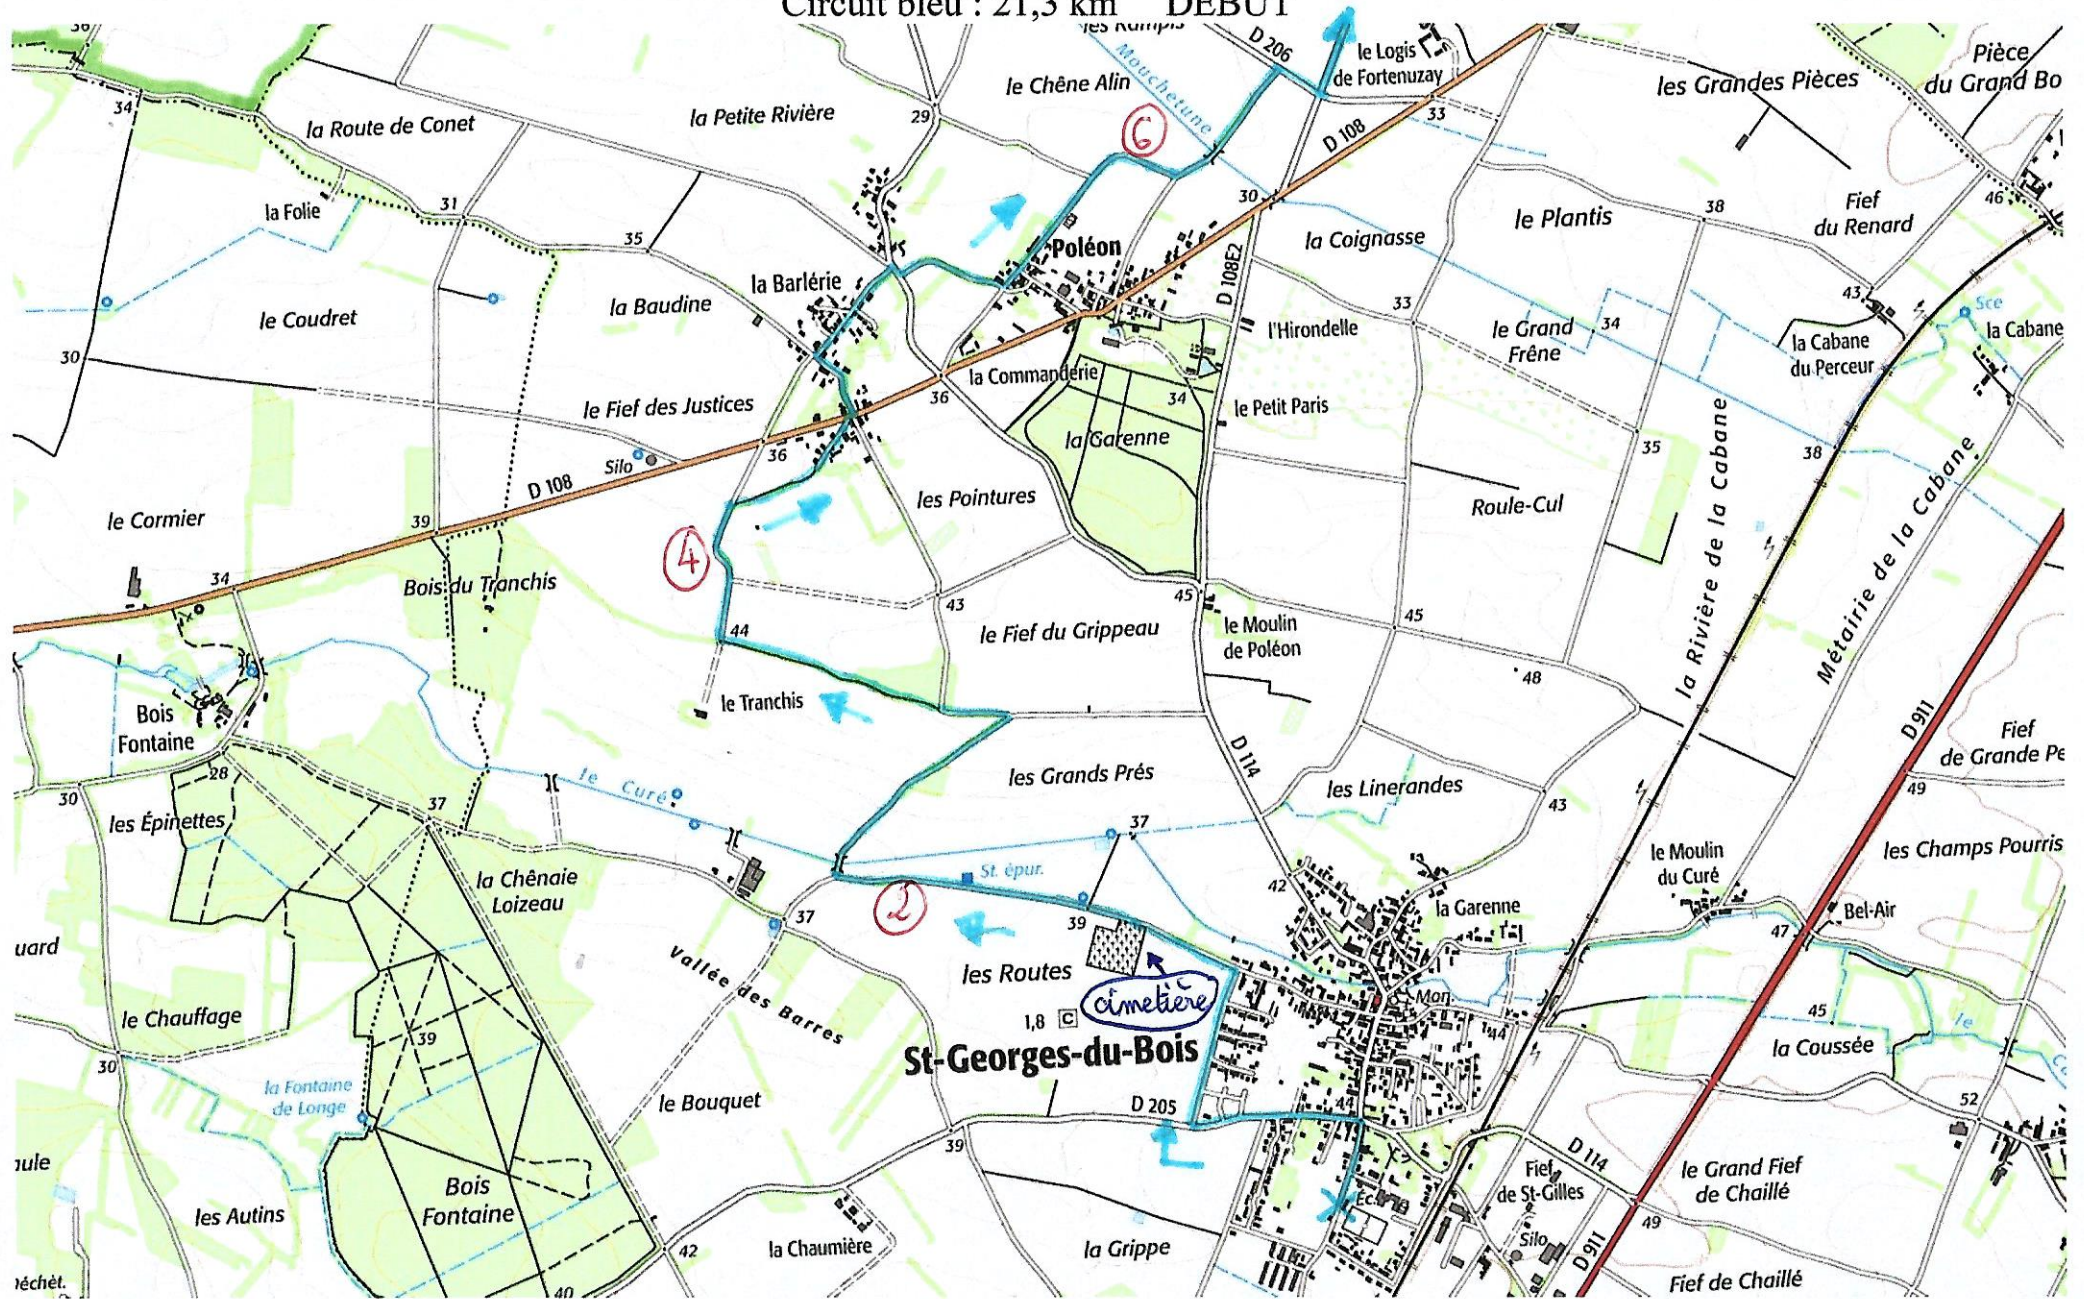 Circuit bleu : 21,3 km DEBUT
les Rampis
36
D 206
le Logis
de Fortenuzay
Pièce
du Grand Bo
le Chêne Alin
Mouchetune
les Grandes Pièces
34
la Route de Conet
la Petite Rivière
29
6
33
D 108
la Folie
31
35
30
le Plantis
38
Fief
du Renard
46
Poléon
la Coignasse
la Barlérie
D 108E2
le Coudret
la Baudine
l'Hirondelle
33
le Grand
Frêne
34
43
Sce
la Cabane
la Cabane
du Perceur
30
la Commanderie
36
34
le Petit Paris
le Fief des Justices
la Garenne
35
38
36
Silo
D 108
les Pointures
Roule-Cul
la Rivière de la Cabane
Métairie de la Cabane
le Cormier
39
4
34
Bois du Tranchis
43
45
le Moulin
de Poléon
45
le Fief du Grippeau
44
48
le Tranchis
D 911
Bois
Fontaine
D 114
Fief
de Grande Pe
28
le Curé
les Grands Prés
les Linerandes
43
49
30
37
les Épinettes
37
le Moulin
du Curé
les Champs Pourris
la Chênaie
Loizeau
St. épur.
42
2
37
39
la Garenne
Bel-Air
47
uard
Vallée des Barres
les Routes
cimetière
Mon.
1,8 C
St-Georges-du-Bois
le Chauffage
39
44
45
le
la Coussée
30
la Fontaine
de Longe
le Bouquet
D 205
44
52
39
D 114
aule
Bois
Fontaine
Fief
de St-Gilles
le Grand Fief
de Chaillé
Éc.
les Autins
42
la Chaumière
la Grippe
Silo
49
D 911
échèt.
40
Fief de Chaillé